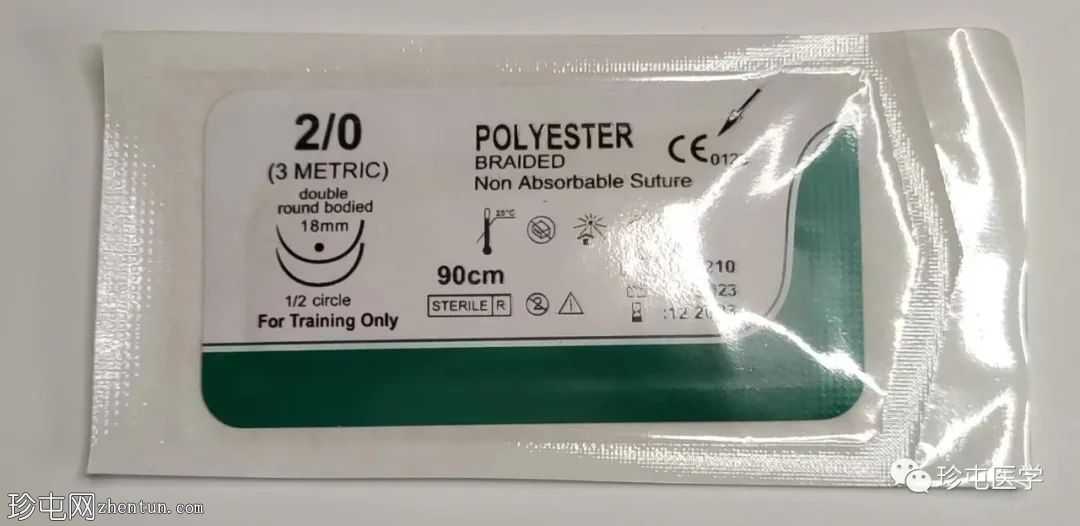 2/0
(3 METRIC)
double
round bodied
18mm
1/2 circle
For Training Only
POLYESTER
BRAIDED
Non Absorbable Suture
CE
25°C
90cm
STERILE R
210
:12
珍屯医学
珍屯网zhentun.com